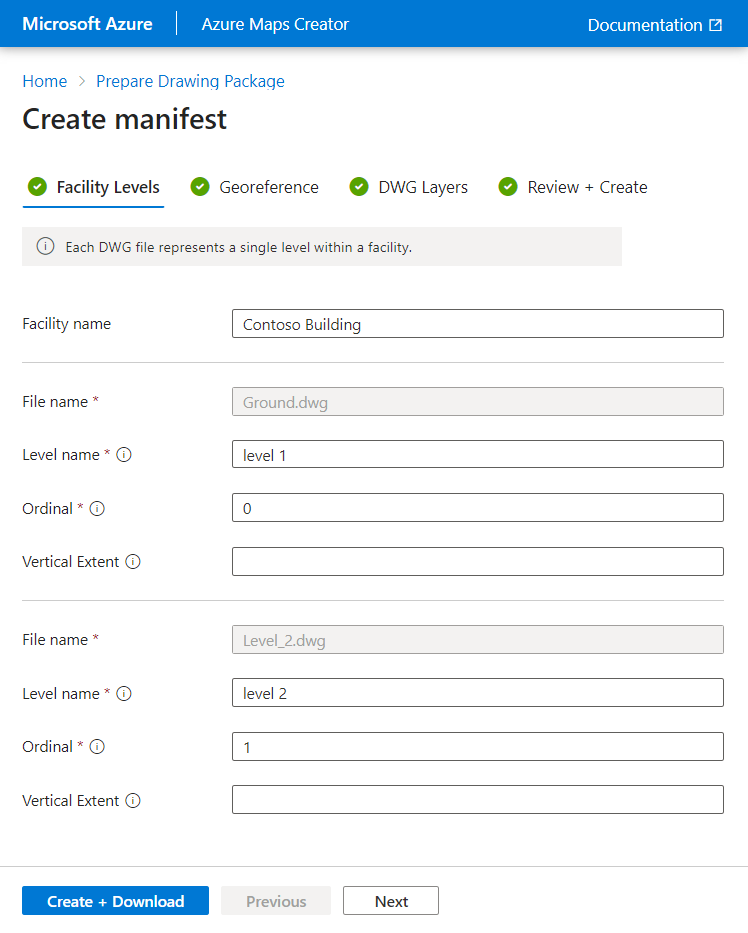 Microsoft Azure Azure Maps Creator Documentation
Home > Prepare Drawing Package
Create manifest
Facility Levels Georeference DWG Layers Review + Create
Each DWG file represents a single level within a facility.
Facility name Contoso Building
File name * Ground.dwg
Level name * level 1
Ordinal * 0
Vertical Extent
File name * Level_2.dwg
Level name * level 2
Ordinal * 1
Vertical Extent
Create + Download Previous Next